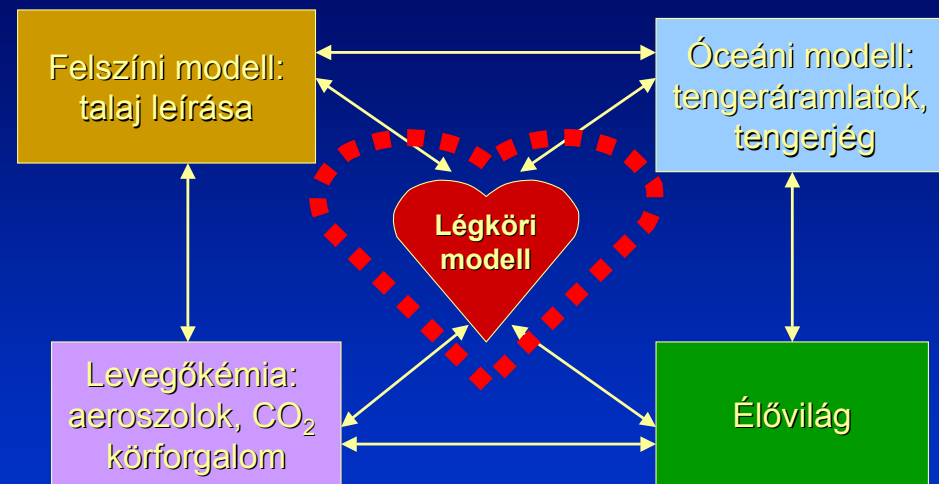 Felszíni modell:
talaj leírása
Óceáni modell:
tengeráramlatok,
tengerjég
Légköri
modell
Levegőkémia:
aeroszolok, CO₂
körforgalom
Élővilág